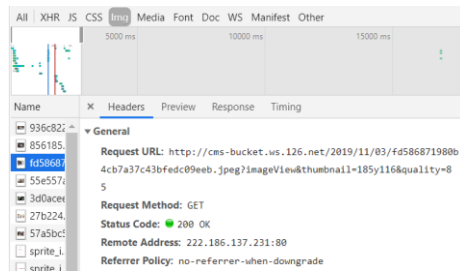 All XHR JS CSS Img Media Font Doc WS Manifest Other
5000 ms 10000 ms 15000 ms
Name × Headers Preview Response Timing
936c822
856185.
fd58687
55e557a
3d0acee
27b224.
57a5bc5
sprite_i.
sprite_i
▼ General
Request URL: http://cms-bucket.ws.126.net/2019/11/03/fd586871980b
4cb7a37c43bfedc09eeb.jpeg?imageView&thumbnail=185y116&quality=8
5
Request Method: GET
Status Code: 200 OK
Remote Address: 222.186.137.231:80
Referrer Policy: no-referrer-when-downgrade